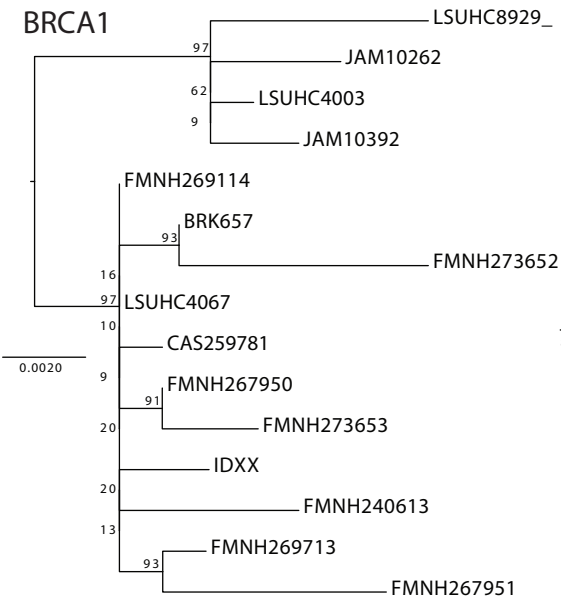 BRCA1
LSUHC8929_
97
JAM10262
62
LSUHC4003
9
JAM10392
FMNH269114
BRK657
93
FMNH273652
16
97
LSUHC4067
10
CAS259781
0.0020
9
FMNH267950
91
FMNH273653
20
IDXX
20
FMNH240613
13
FMNH269713
93
FMNH267951